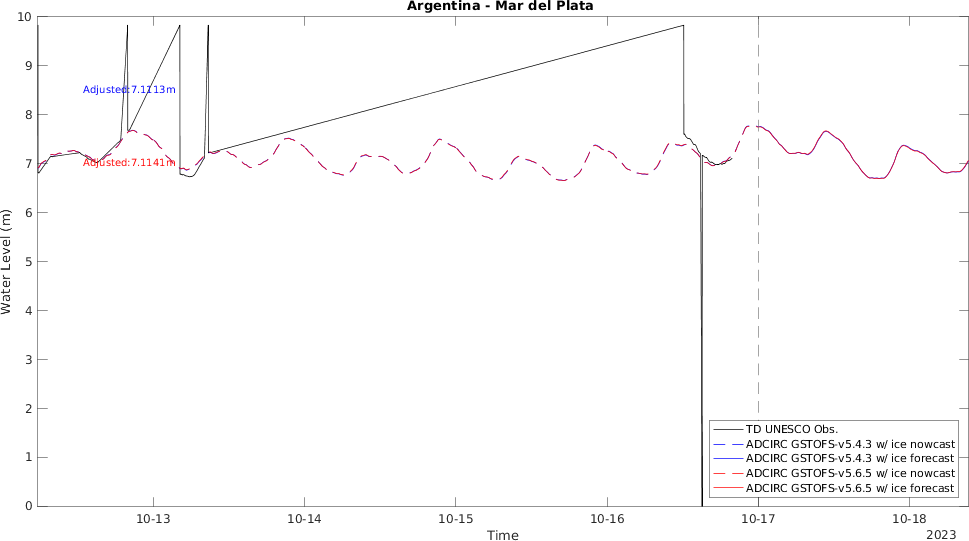 Argentina - Mar del Plata
10
9
8
7
6
5
4
3
2
1
0
Water Level (m)
Adjusted:7.1113m
Adjusted:7.1141m
TD UNESCO Obs.
ADCIRC GSTOFS-v5.4.3 w/ ice nowcast
ADCIRC GSTOFS-v5.4.3 w/ ice forecast
ADCIRC GSTOFS-v5.6.5 w/ ice nowcast
ADCIRC GSTOFS-v5.6.5 w/ ice forecast
10-13
10-14
10-15
10-16
10-17
10-18
Time
2023